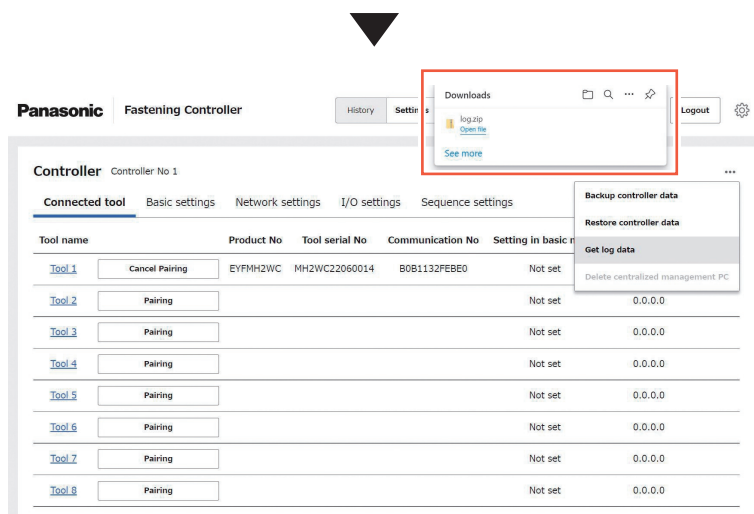 Downloads
log.zip
Open file
See more
Panasonic Fastening Controller History Settings Logout
Controller Controller No 1
Connected tool Basic settings Network settings I/O settings Sequence settings
Backup controller data
Restore controller data
Get log data
Delete centralized management PC
Tool name Product No Tool serial No Communication No Setting in basic m
Tool 1 Cancel Pairing EYFMH2WC MH2WC22060014 B0B1132FEBE0 Not set
Tool 2 Pairing Not set 0.0.0.0
Tool 3 Pairing Not set 0.0.0.0
Tool 4 Pairing Not set 0.0.0.0
Tool 5 Pairing Not set 0.0.0.0
Tool 6 Pairing Not set 0.0.0.0
Tool 7 Pairing Not set 0.0.0.0
Tool 8 Pairing Not set 0.0.0.0